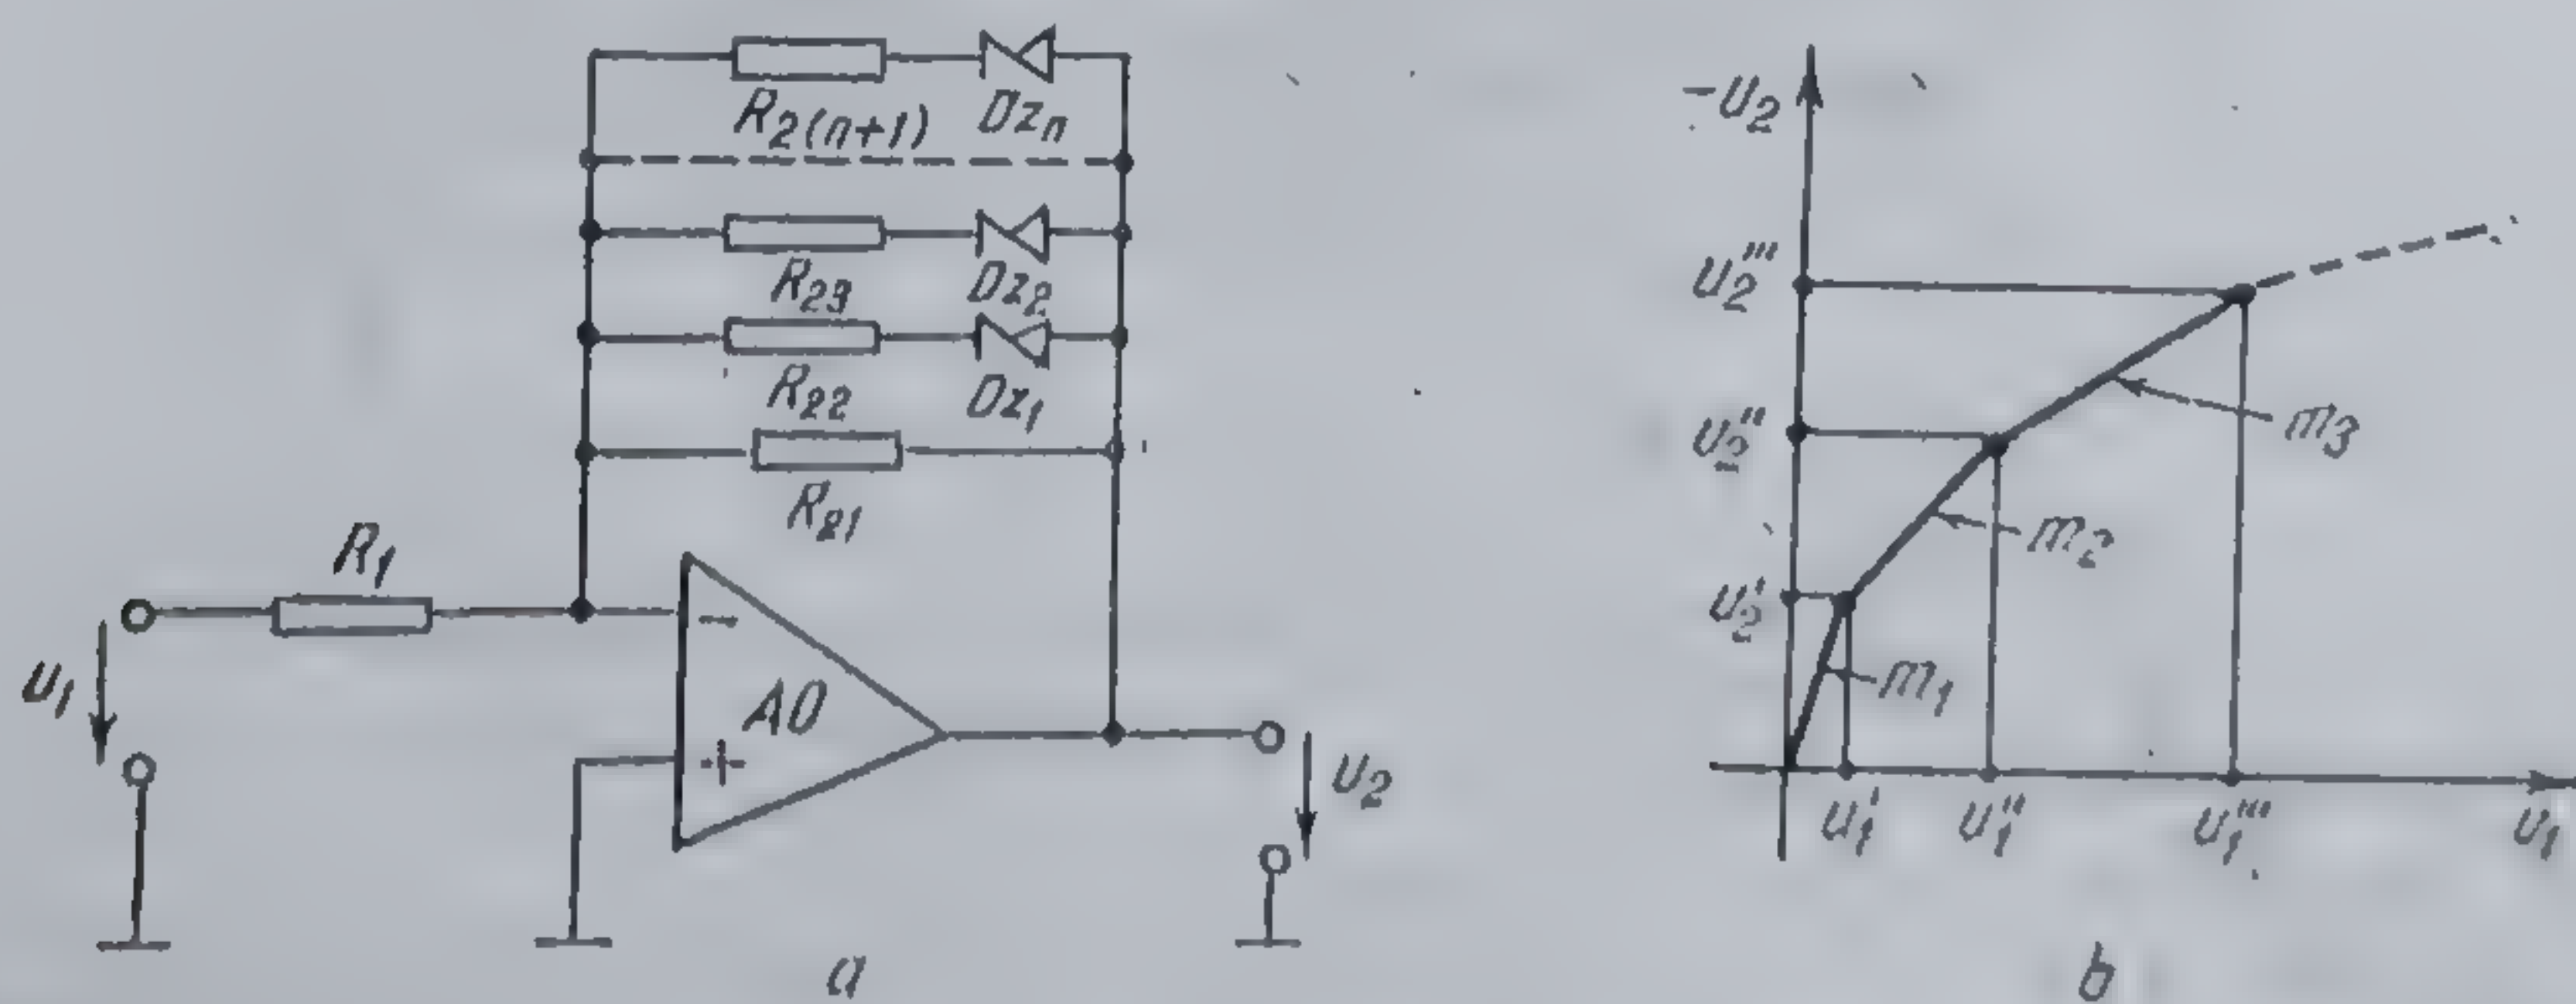 R2(n+1) Dzn
R23 Dz2
R22 Dz1
R21
R1
u1
−
AO
+
u2
a
−U2
U2'''
U2''
U2'
m1
m2
m3
u1' u1'' u1''' u1
b